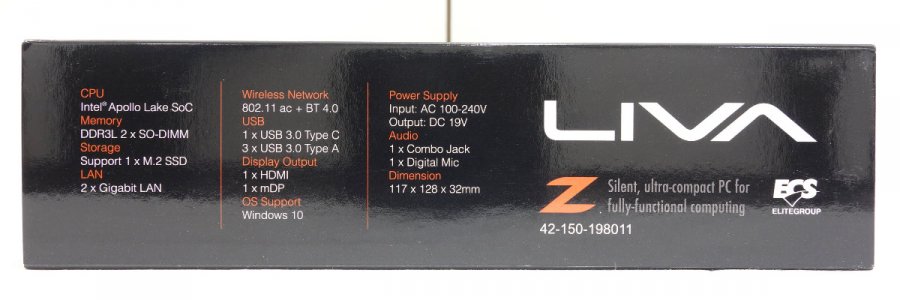 CPU
Intel® Apollo Lake SoC
Memory
DDR3L 2 x SO-DIMM
Storage
Support 1 x M.2 SSD
LAN
2 x Gigabit LAN
Wireless Network
802.11 ac + BT 4.0
USB
1 x USB 3.0 Type C
3 x USB 3.0 Type A
Display Output
1 x HDMI
1 x mDP
OS Support
Windows 10
Power Supply
Input: AC 100-240V
Output: DC 19V
Audio
1 x Combo Jack
1 x Digital Mic
Dimension
117 x 128 x 32mm
LIVA
Z
Silent, ultra-compact PC for
fully-functional computing
42-150-198011
ECS
ELITEGROUP